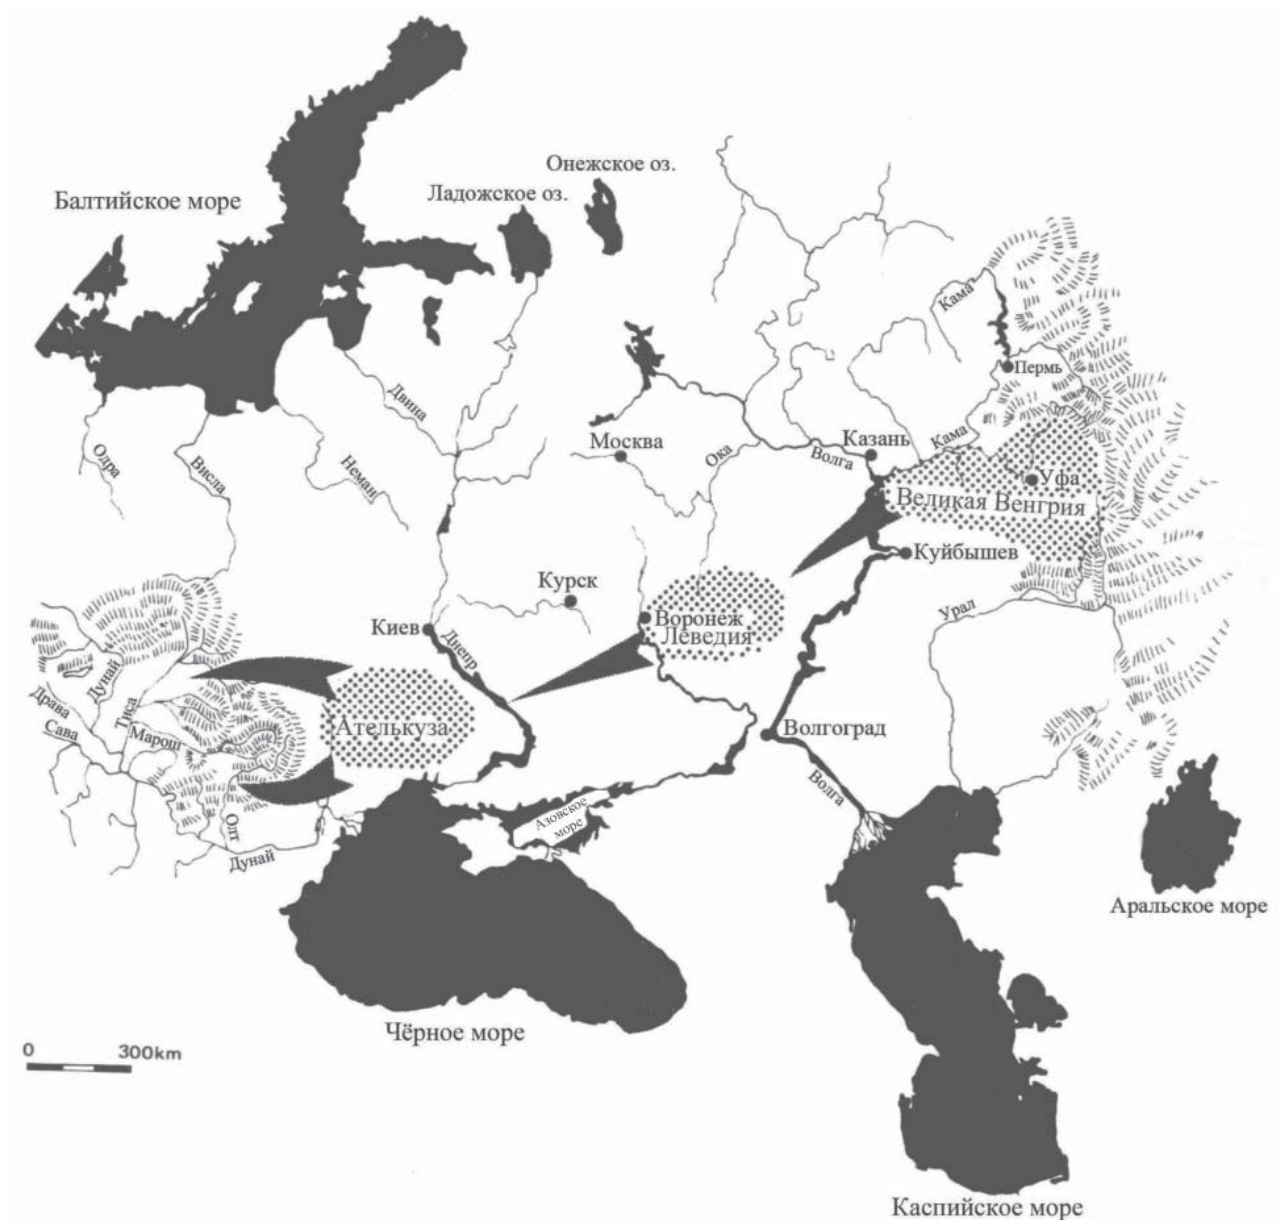 Онежское оз.
Ладожское оз.
Балтийское море
Кама
Пермь
Двина
Москва
Ока
Волга
Казань
Кама
Одра
Висла
Неман
Уфа
Великая Венгрия
Куйбышев
Курск
Урал
Киев
Днепр
Воронеж
Леведия
Дунай
Драва
Сава
Тиса
Марош
Ателькуза
Волгоград
Волга
Азовское
море
Олт
Дунай
Аральское море
Чёрное море
0
300km
Каспийское море